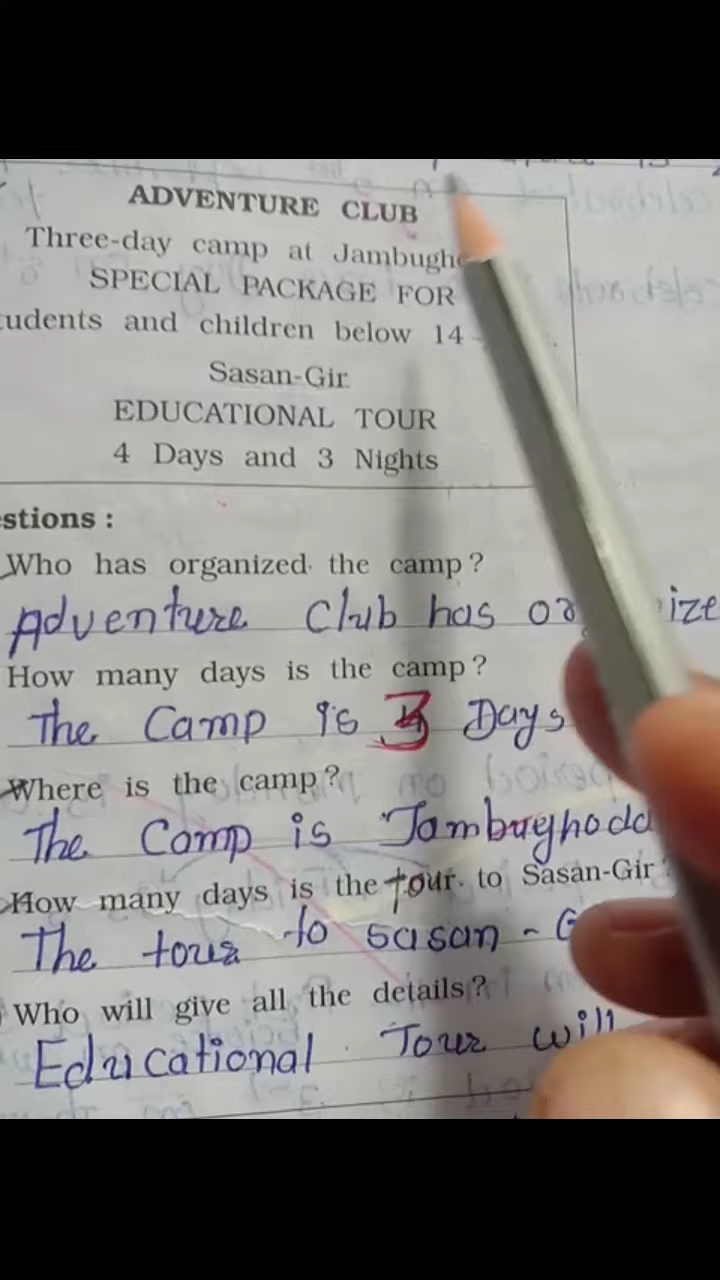 ADVENTURE CLUB
Three-day camp at
SPECIAL PACKAGE FOR
and children below 14
Sasan-Gir
EDUCATIONAL TOUR
4 Days and 3 Nights
Who has organized the camp?
Adventure Club has
How many days is the camp?
The Camp is 3 Days
Where is the camp?
The Camp is Jambughoda
How many days is the tour to Sasan-Gir?
The tour to Sasan -
Who will give all the details?
Educational Tour will